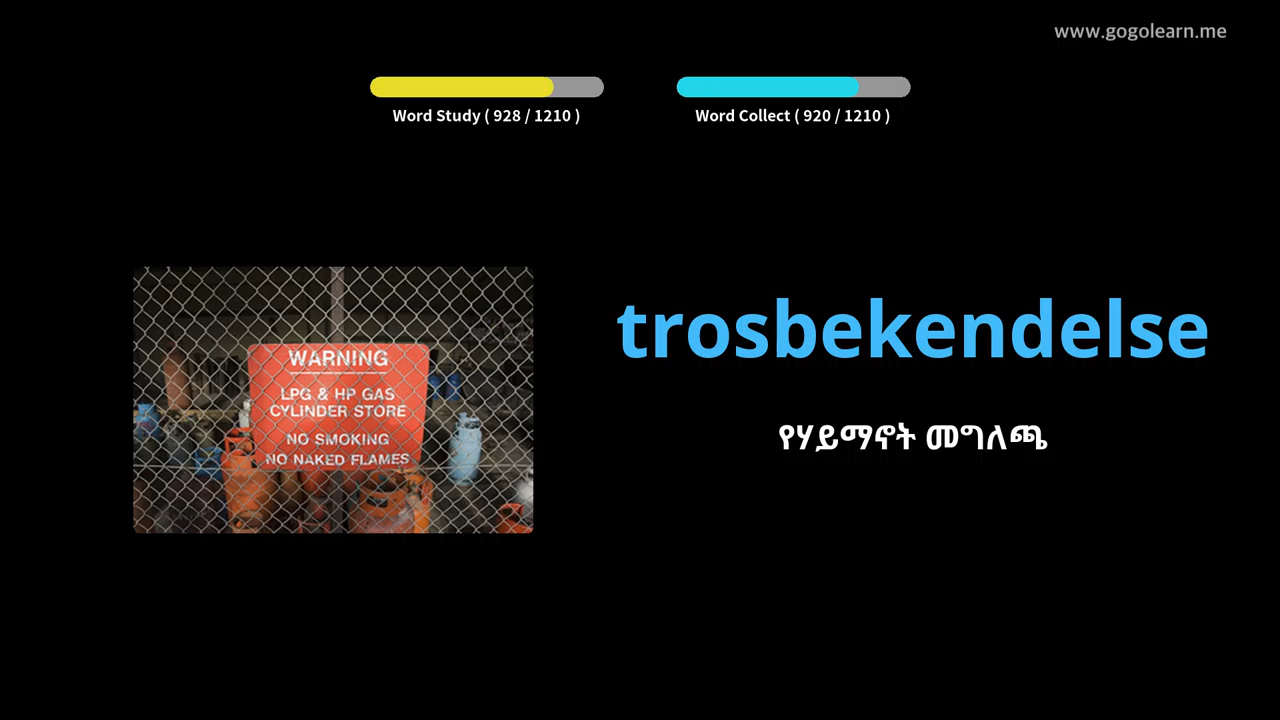 www.gogolearn.me
Word Study ( 928 / 1210 )
Word Collect ( 920 / 1210 )
WARNING
LPG & HP GAS
CYLINDER STORE
NO SMOKING
NO NAKED FLAMES
trosbekendelse
የሃይማኖት መግለጫ